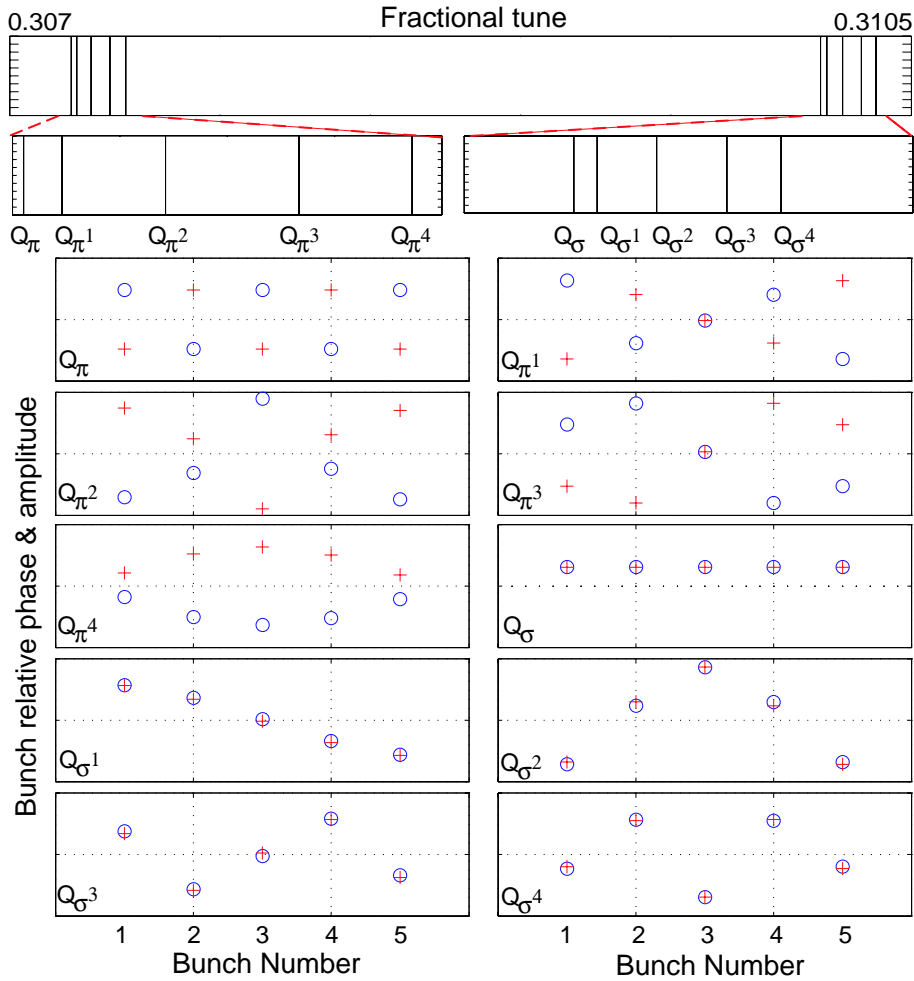 Fractional tune
0.307 0.3105
Qπ Qπ1 Qπ2 Qπ3 Qπ4 Qσ Qσ1 Qσ2 Qσ3 Qσ4
Bunch relative phase & amplitude
Qπ Qπ1
Qπ2 Qπ3
Qπ4 Qσ
Qσ1 Qσ2
Qσ3 Qσ4
1 2 3 4 5 1 2 3 4 5
Bunch Number Bunch Number